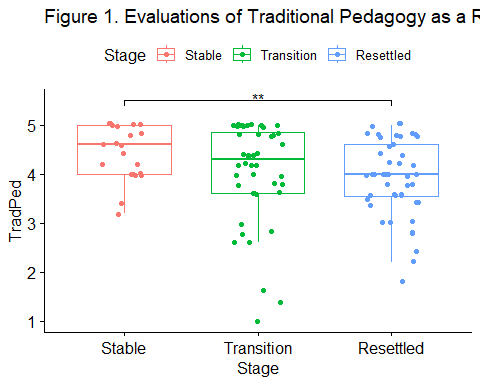 Figure 1. Evaluations of Traditional Pedagogy as a R
Stage Stable Transition Resettled
**
5
4
3
2
1
TradPed
Stable Transition Resettled
Stage